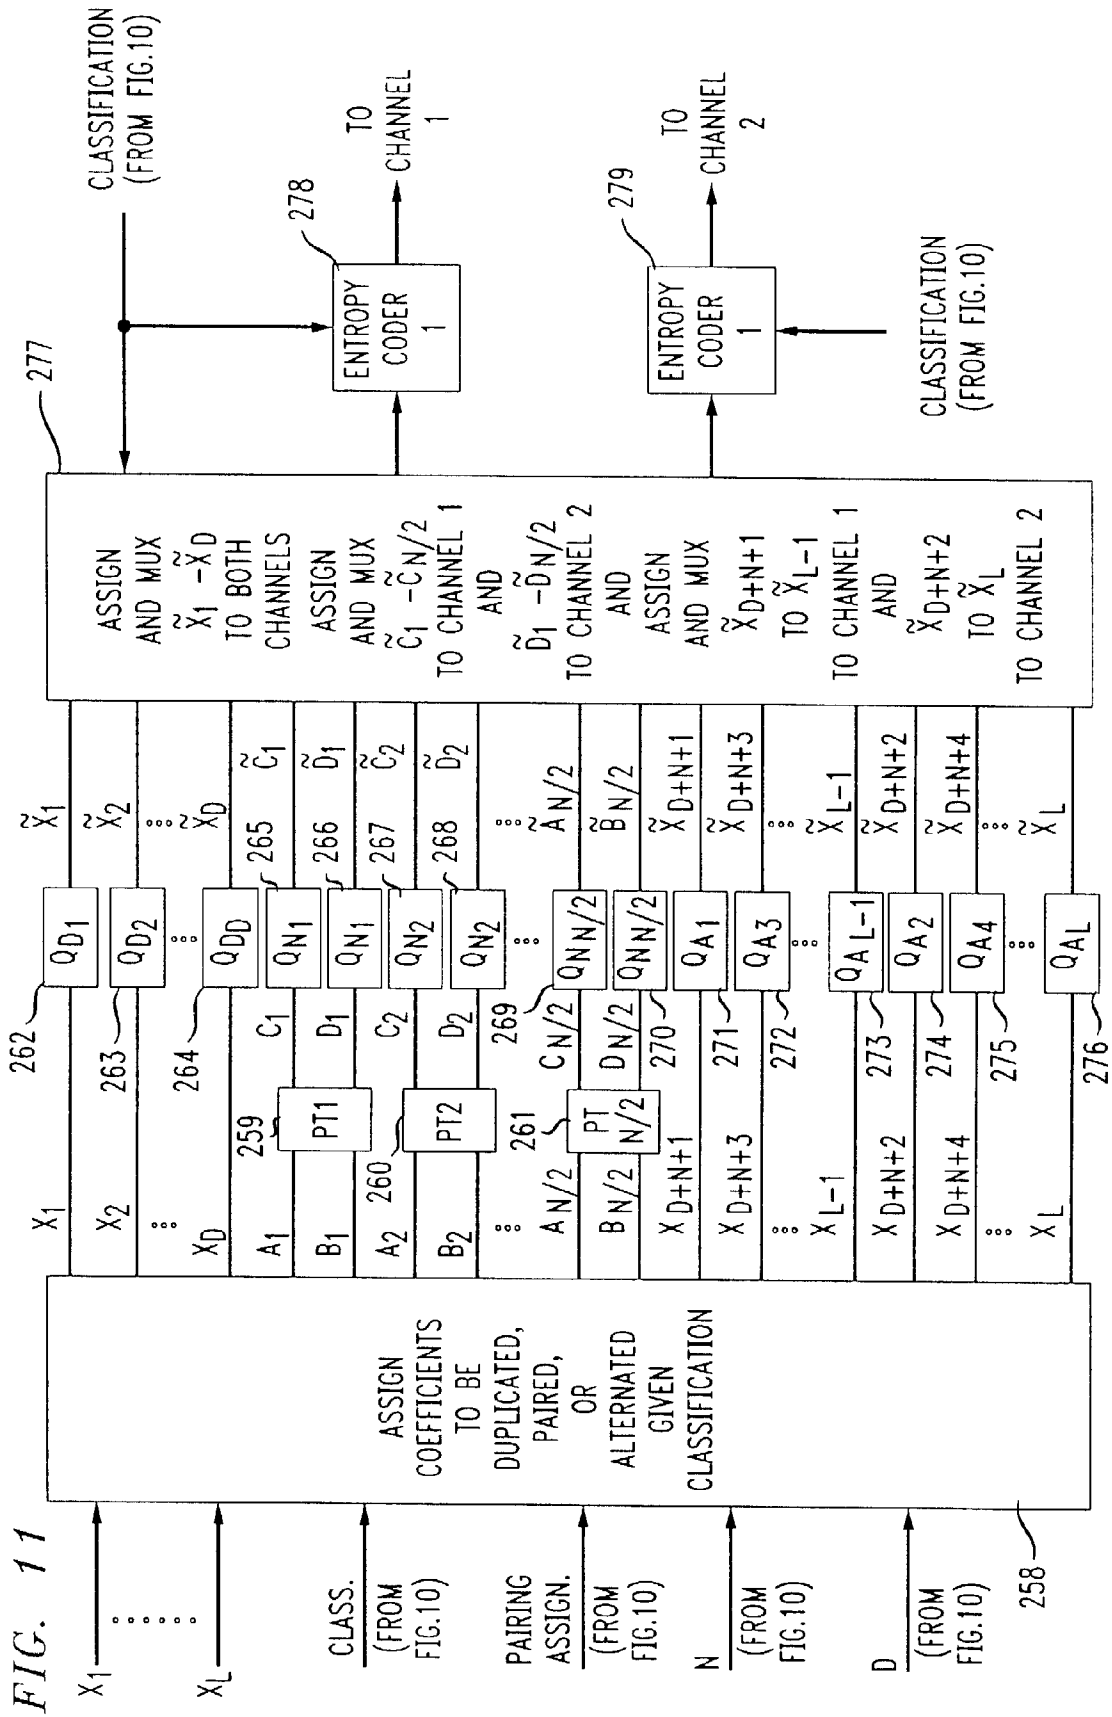 FIG. 11
X1
......
XL
CLASS.
(FROM
FIG.10)
PAIRING
ASSIGN.
(FROM
FIG.10)
N
(FROM
FIG.10)
D
(FROM
FIG.10)
258
ASSIGN
COEFFICIENTS
TO BE
DUPLICATED,
PAIRED,
OR
ALTERNATED
GIVEN
CLASSIFICATION
X1
X2
...
XD
A1
B1
A2
B2
...
AN/2
BN/2
XD+N+1
XD+N+3
...
XL-1
XD+N+2
XD+N+4
...
XL
259
PT1
260
PT2
261
PT
N/2
C1
D1
C2
D2
CN/2
DN/2
262
QD1
263
QD2
...
264
QDD
QN1
265
QN1
266
QN2
267
QN2
268
...
269
QNN/2
QNN/2
270
QA1
271
QA3
272
...
QAL-1
273
QA2
274
QA4
275
...
QAL
276
X̃1
X̃2
...
X̃D
C̃1
D̃1
C̃2
D̃2
...
ÃN/2
B̃N/2
X̃D+N+1
X̃D+N+3
...
X̃L-1
X̃D+N+2
X̃D+N+4
...
X̃L
277
ASSIGN
AND MUX
X̃1 -X̃D
TO BOTH
CHANNELS
ASSIGN
AND MUX
C̃1 -C̃N/2
TO CHANNEL 1
AND
D̃1 -D̃N/2
TO CHANNEL 2
AND
ASSIGN
AND MUX
X̃D+N+1
TO X̃L-1
TO CHANNEL 1
AND
X̃D+N+2
TO X̃L
TO CHANNEL 2
CLASSIFICATION
(FROM FIG.10)
278
ENTROPY
CODER
1
TO
CHANNEL
1
279
ENTROPY
CODER
1
TO
CHANNEL
2
CLASSIFICATION
(FROM FIG.10)